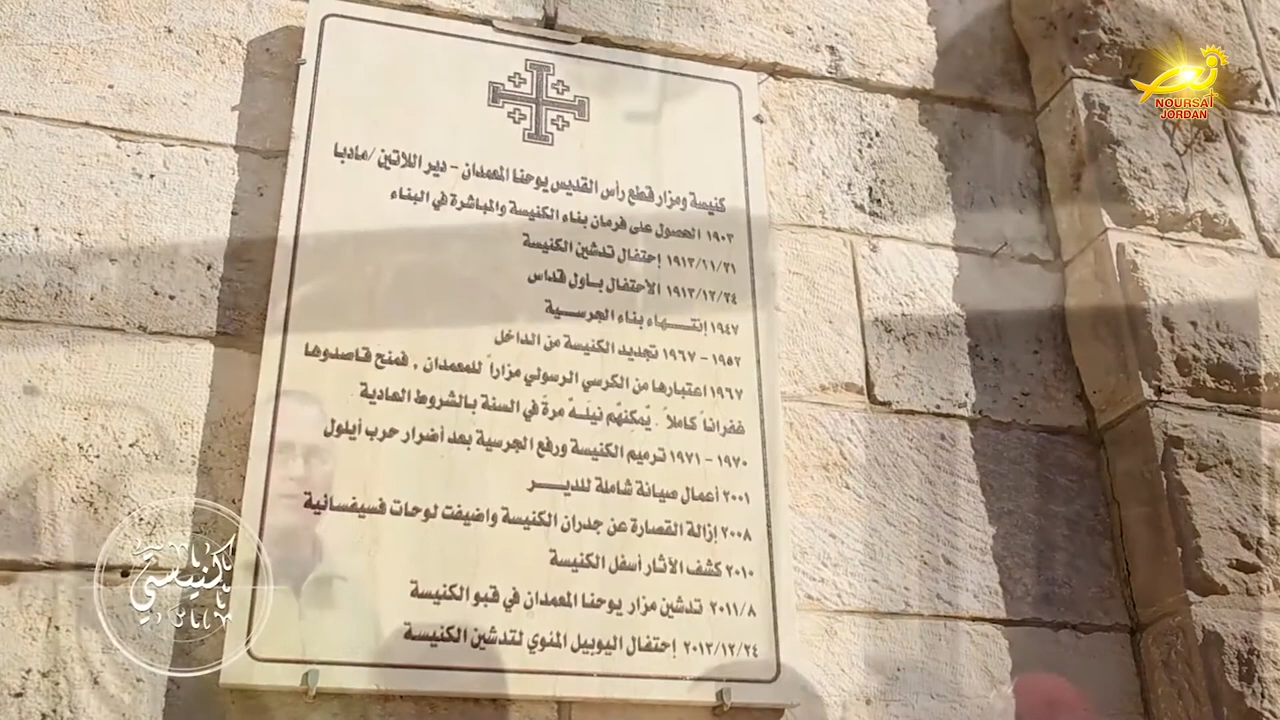 كنيسة ومزار قطع رأس القديس يوحنا المعمدان - دير اللاتين /مادبا
١٩٠٣ الحصول على فرمان بناء الكنيسة والمباشرة في البناء
١٩١٣/١١/٢١ إحتفال تدشين الكنيسة
١٩١٣/١٢/٢٤ الاحتفال بـأول قداس
١٩٤٧ إنتهاء بناء الجرسية
١٩٥٢ - ١٩٦٧ تجديد الكنيسة من الداخل
١٩٦٧ اعتبارها من الكرسي الرسولي مزاراً للمعمدان , فمنح قاصدوها
غفراناً كاملاً . يُمكنهُم نيلَهُ مرة في السنة بالشروط العادية
١٩٧٠ - ١٩٧١ ترميم الكنيسة ورفع الجرسية بعد أضرار حرب أيلول
٢٠٠١ أعمال صيانة شاملة للدير
٢٠٠٨ إزالة القصارة عن جدران الكنيسة واضيفت لوحات فسيفسائية
٢٠١٠ كشف الآثار أسفل الكنيسة
٢٠١١/٨ تدشين مزار يوحنا المعمدان في قبو الكنيسة
٢٠١٣/١٢/٢٤ إحتفال اليوبيل المئوي لتدشين الكنيسة
NOURSAT
JORDAN
كنيستي